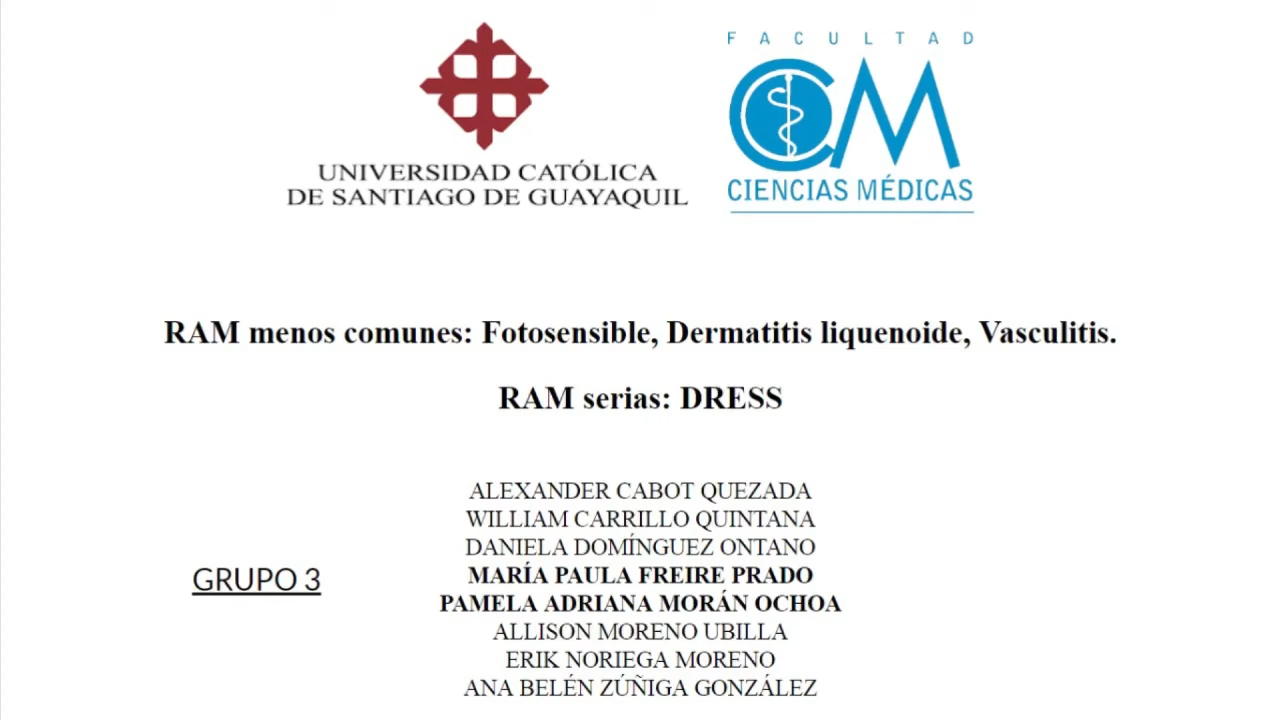 UNIVERSIDAD CATÓLICA
DE SANTIAGO DE GUAYAQUIL
FACULTAD
CM
CIENCIAS MÉDICAS
RAM menos comunes: Fotosensible, Dermatitis liquenoide, Vasculitis.
RAM serias: DRESS
GRUPO 3
ALEXANDER CABOT QUEZADA
WILLIAM CARRILLO QUINTANA
DANIELA DOMÍNGUEZ ONTANO
MARÍA PAULA FREIRE PRADO
PAMELA ADRIANA MORÁN OCHOA
ALLISON MORENO UBILLA
ERIK NORIEGA MORENO
ANA BELÉN ZÚÑIGA GONZÁLEZ